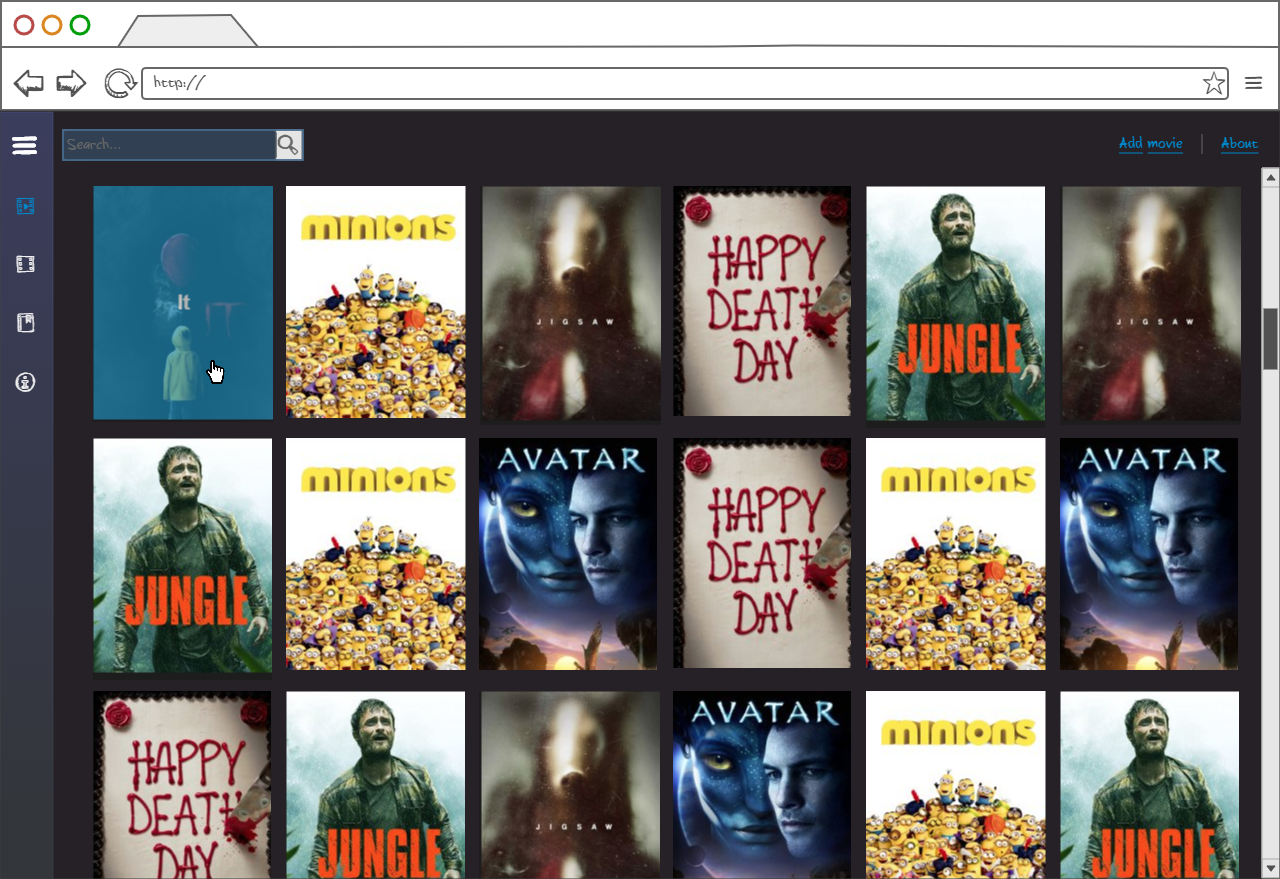 http://
Search...
Add movie
About
It
MINIONS
JIGSAW
HAPPY
DEATH
DAY
JUNGLE
JIGSAW
JUNGLE
MINIONS
AVATAR
HAPPY
DEATH
DAY
MINIONS
AVATAR
HAPPY
DEATH
DAY
JUNGLE
JIGSAW
AVATAR
MINIONS
JUNGLE